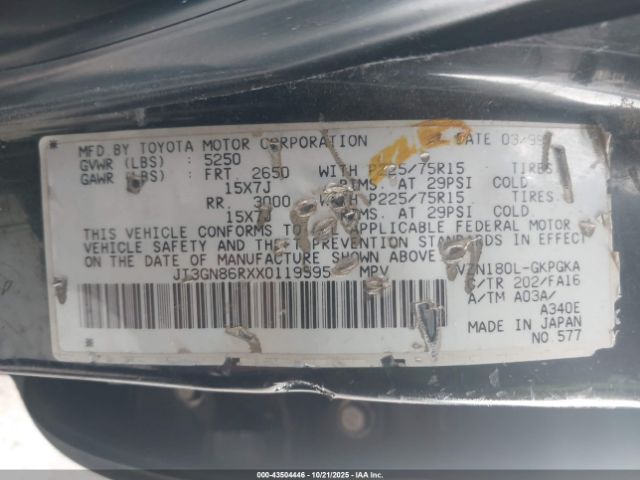 MFD BY TOYOTA MOTOR CORPORATION DATE 03/99
GVWR (LBS) : 5250
GAWR (LBS) : FRT 2650 WITH P225/75R15 TIRES
15X7J RIMS AT 29PSI COLD
RR. 3000 WITH P225/75R15 TIRES
15X7J RIMS AT 29PSI COLD
THIS VEHICLE CONFORMS TO ALL APPLICABLE FEDERAL MOTOR
VEHICLE SAFETY AND THEFT PREVENTION STANDARDS IN EFFECT
ON THE DATE OF MANUFACTURE SHOWN ABOVE.
JT3GN86RXX0119995 MPV VZN180L-GKPGKA
C/TR 202/FA16
A/TM A03A/
A340E
MADE IN JAPAN
NO 577
000-43504446 - 10/21/2025 - COPYRIGHT IAA, LLC.